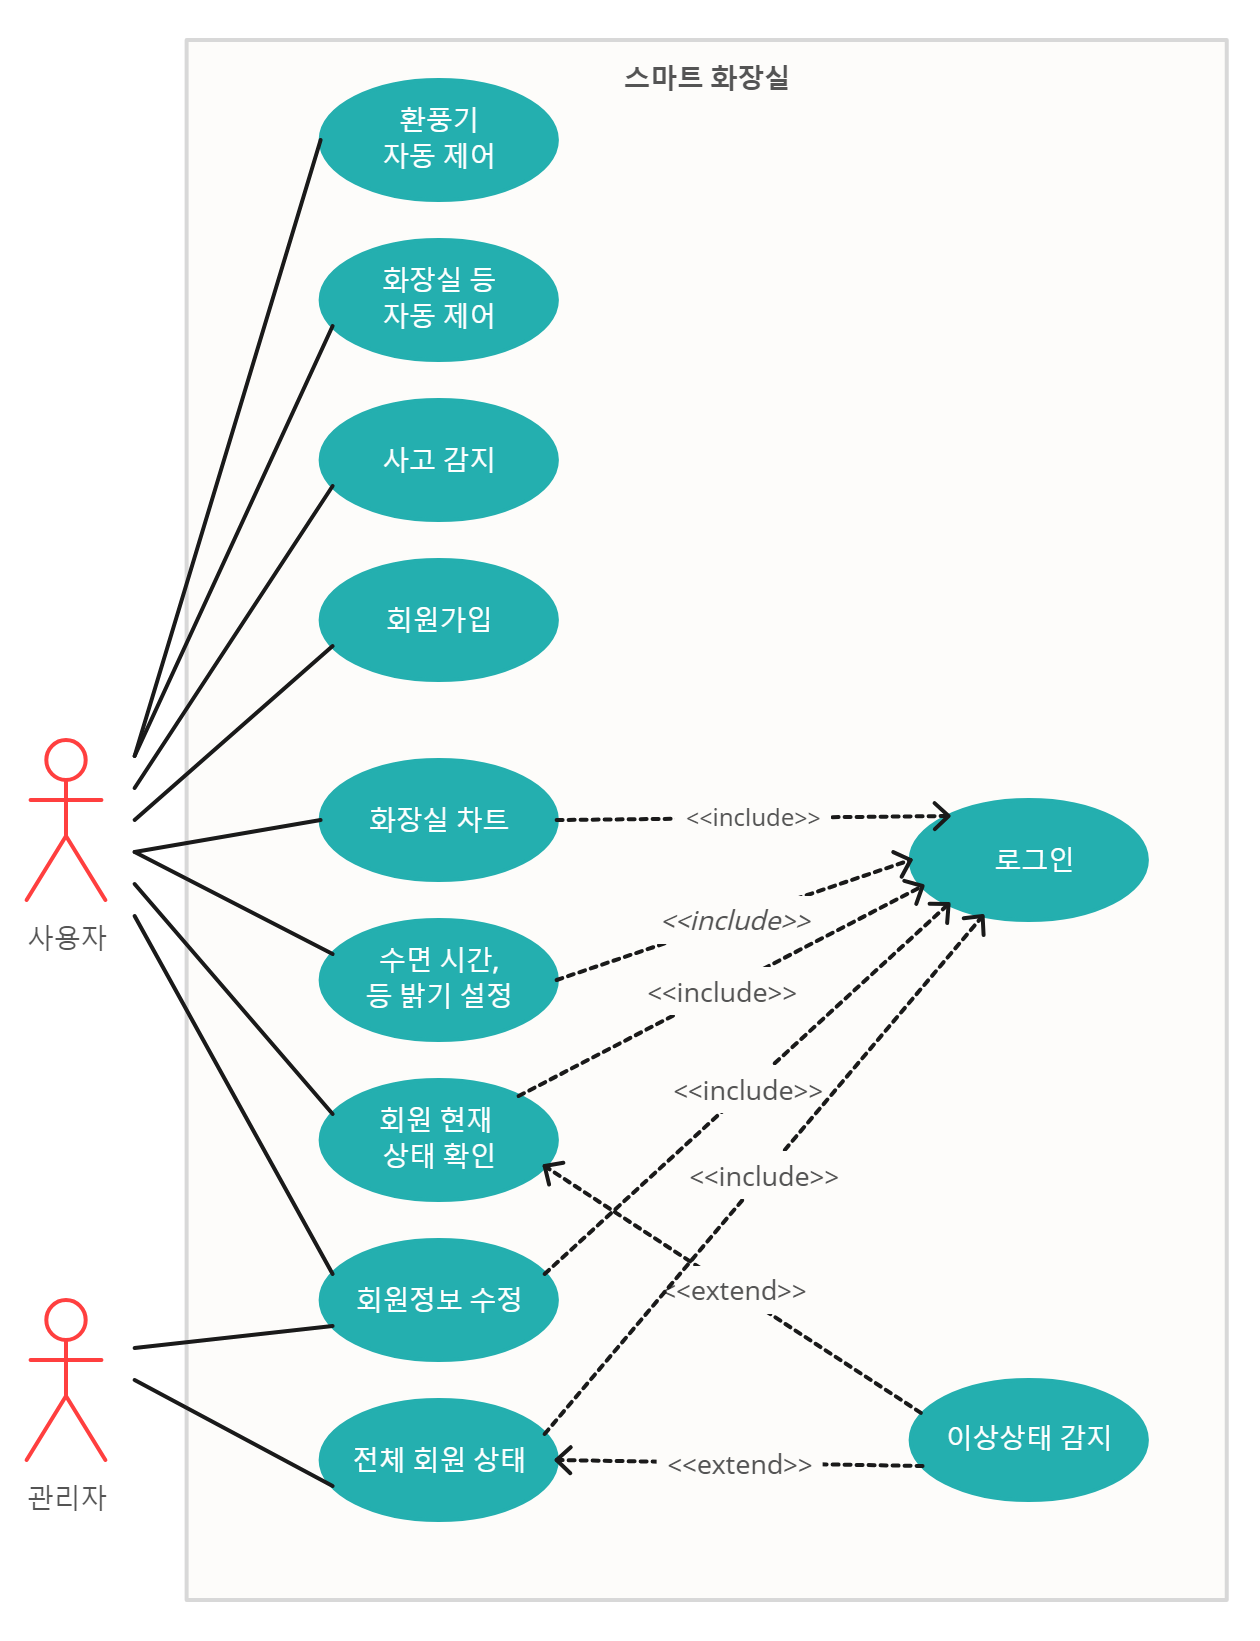 스마트 화장실
환풍기
자동 제어
화장실 등
자동 제어
사고 감지
회원가입
화장실 차트
<<include>>
로그인
사용자
<<include>>
수면 시간,
등 밝기 설정
<<include>>
회원 현재
상태 확인
<<include>>
<<include>>
회원정보 수정
<<extend>>
이상상태 감지
전체 회원 상태
<<extend>>
관리자